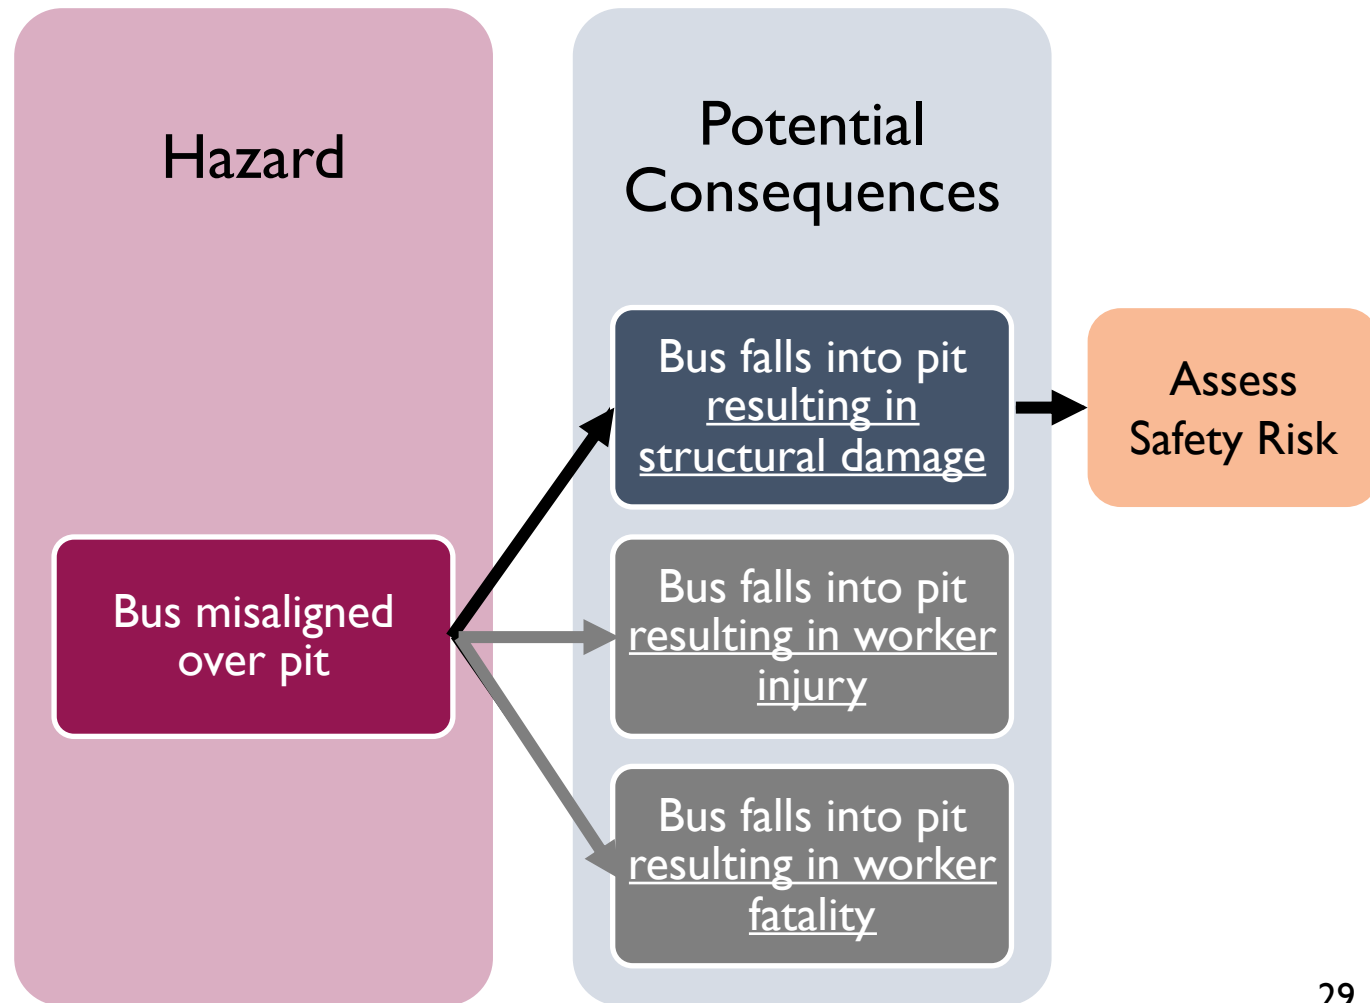 Hazard
Potential
Consequences
Bus misaligned
over pit
Bus falls into pit
resulting in
structural damage
Bus falls into pit
resulting in worker
injury
Bus falls into pit
resulting in worker
fatality
Assess
Safety Risk
29